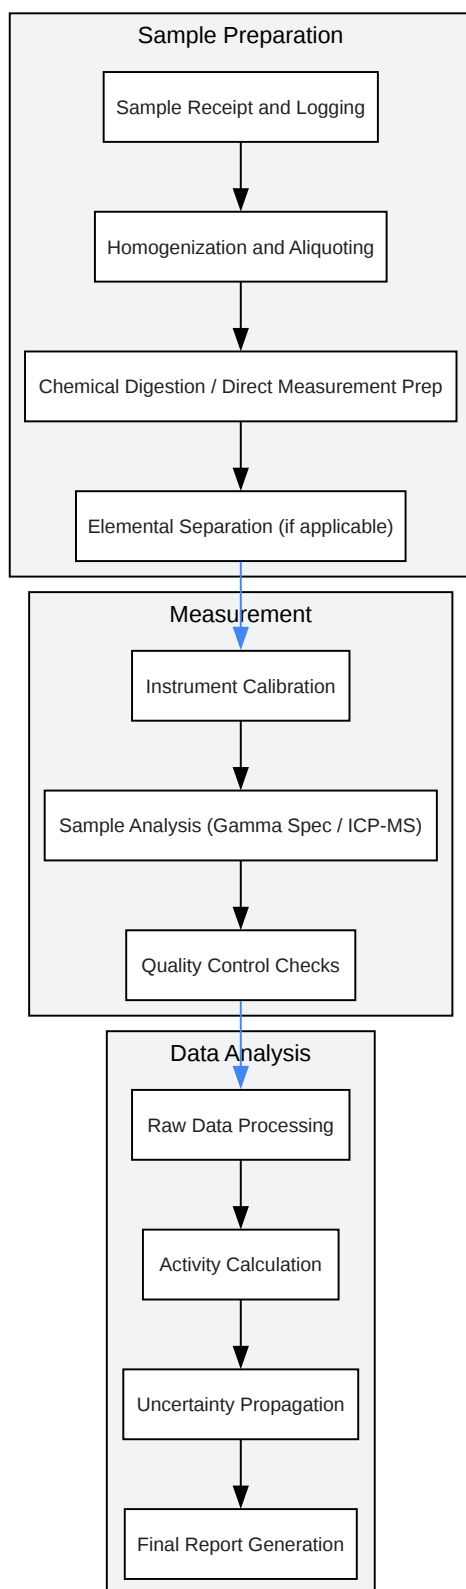 Sample Preparation
Sample Receipt and Logging
Homogenization and Aliquoting
Chemical Digestion / Direct Measurement Prep
Elemental Separation (if applicable)
Measurement
Instrument Calibration
Sample Analysis (Gamma Spec / ICP-MS)
Quality Control Checks
Data Analysis
Raw Data Processing
Activity Calculation
Uncertainty Propagation
Final Report Generation